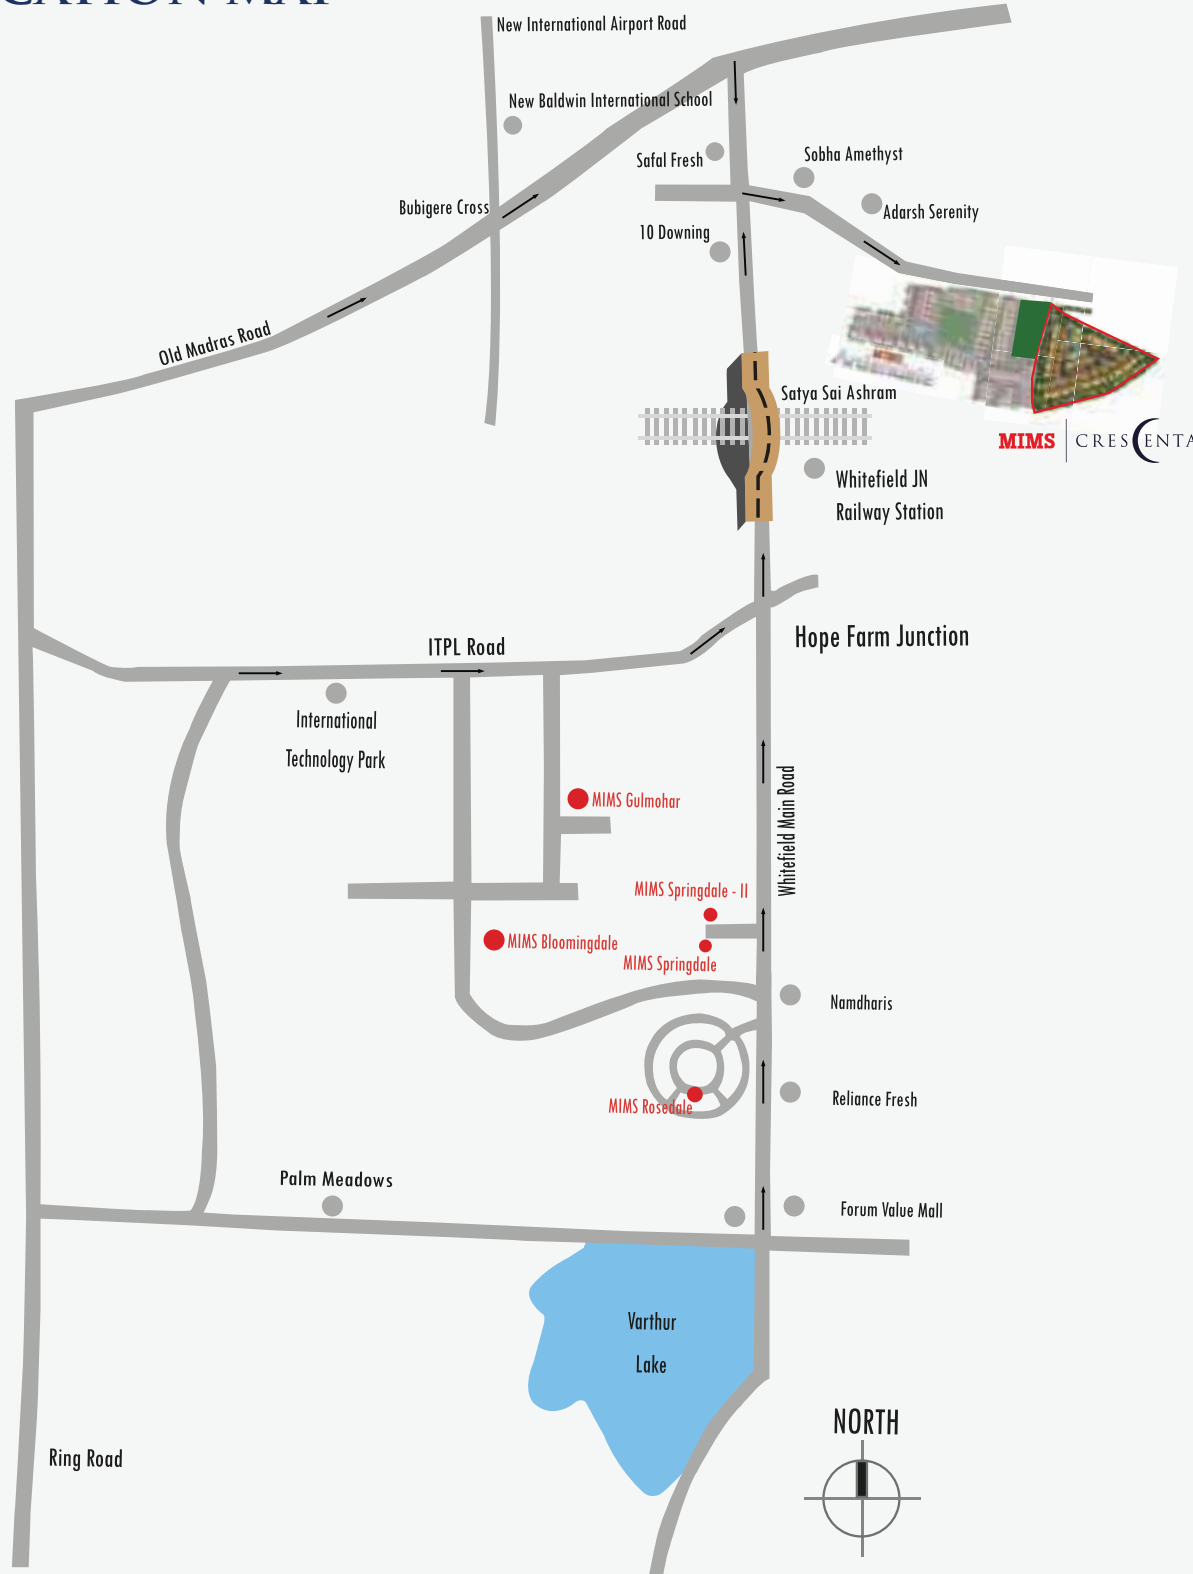 New International Airport Road
New Baldwin International School
Safal Fresh
Sobha Amethyst
Bubigere Cross
Adarsh Serenity
10 Downing
Old Madras Road
Satya Sai Ashram
MIMS
CRESCENTA
Whitefield JN
Railway Station
Hope Farm Junction
ITPL Road
International
Technology Park
Whitefield Main Road
MIMS Gulmohar
MIMS Springdale - II
MIMS Bloomingdale
MIMS Springdale
Namdharis
Reliance Fresh
MIMS Rosedale
Palm Meadows
Forum Value Mall
Varthur
Lake
NORTH
Ring Road